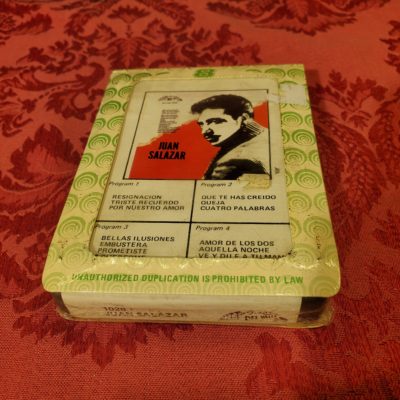 8
JUAN
SALAZAR
Program 1
RESIGNACION
TRISTE RECUERDO
POR NUESTRO AMOR
Program 2
QUE TE HAS CREIDO
QUEJA
CUATRO PALABRAS
Program 3
BELLAS ILUSIONES
EMBUSTERA
PROMETISTE
Program 4
AMOR DE LOS DOS
AQUELLA NOCHE
VE Y DILE A
UNAUTHORIZED DUPLICATION IS PROHIBITED BY LAW
1028
JUAN SALAZAR